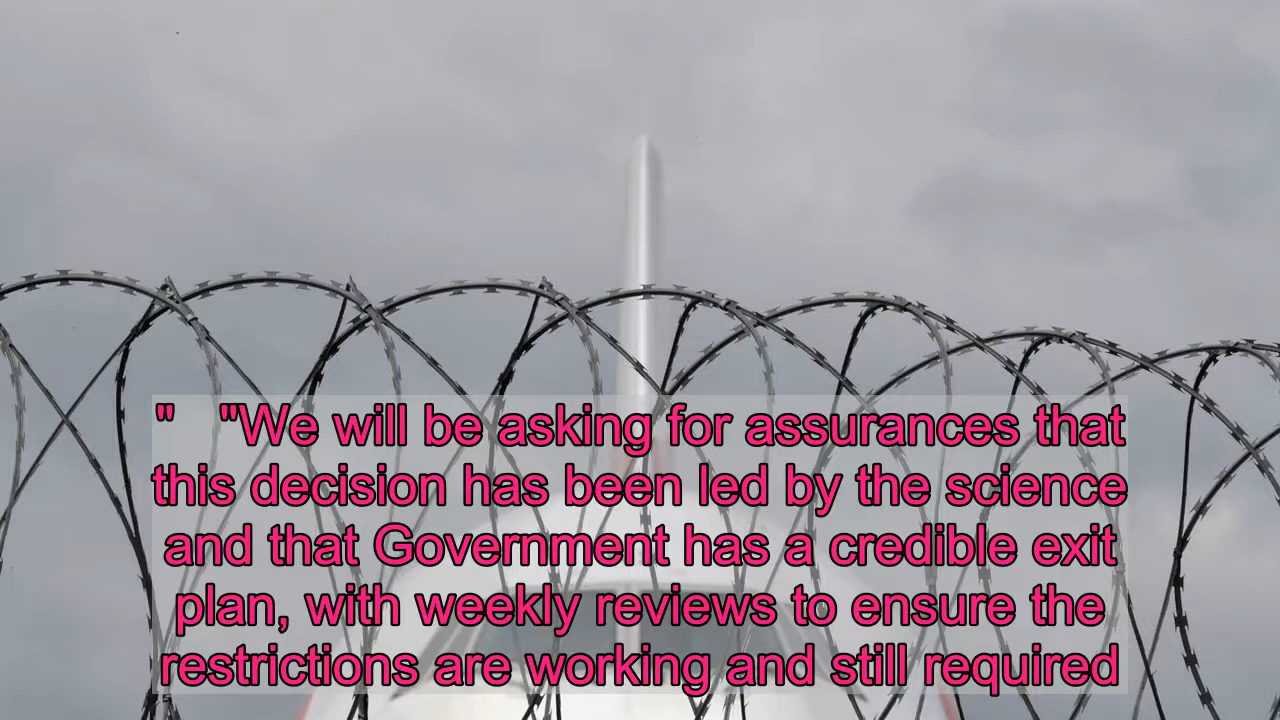 "   "We will be asking for assurances that
this decision has been led by the science
and that Government has a credible exit
plan, with weekly reviews to ensure the
restrictions are working and still required